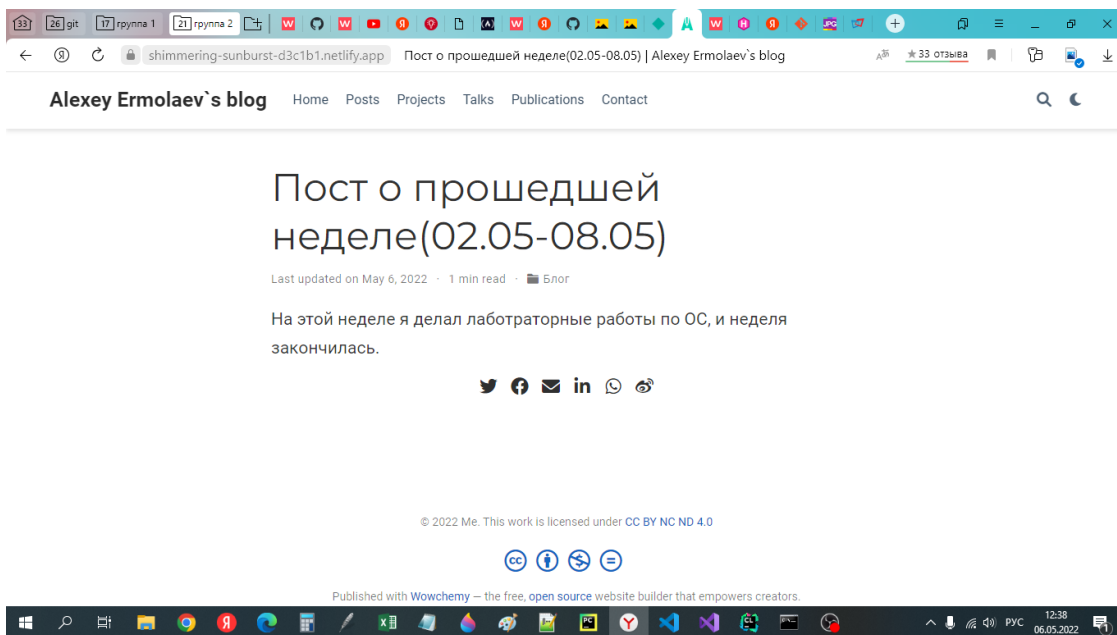 33 26 git 17 группа 1 21 группа 2
shimmering-sunburst-d3c1b1.netlify.app Пост о прошедшей неделе(02.05-08.05) | Alexey Ermolaev`s blog ★ 33 отзыва
Alexey Ermolaev`s blog Home Posts Projects Talks Publications Contact
Пост о прошедшей
неделе(02.05-08.05)
Last updated on May 6, 2022 · 1 min read · Блог
На этой неделе я делал лабораторные работы по ОС, и неделя
закончилась.
© 2022 Me. This work is licensed under CC BY NC ND 4.0
Published with Wowchemy — the free, open source website builder that empowers creators.
РУС 12:38
06.05.2022